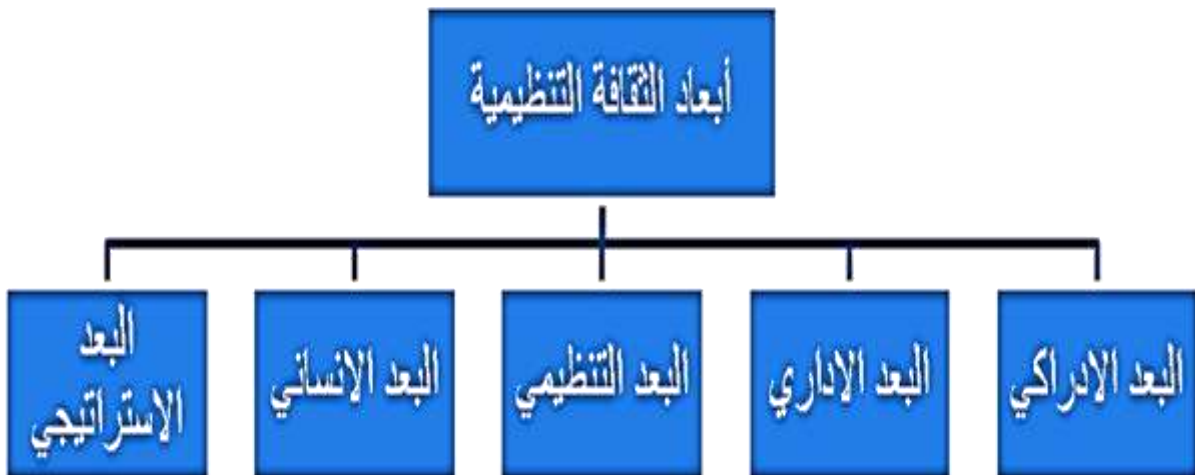 أبعاد الثقافة التنظيمية
البعد الادراكي
البعد الاداري
البعد التنظيمي
البعد الانساني
البعد
الاستراتيجي